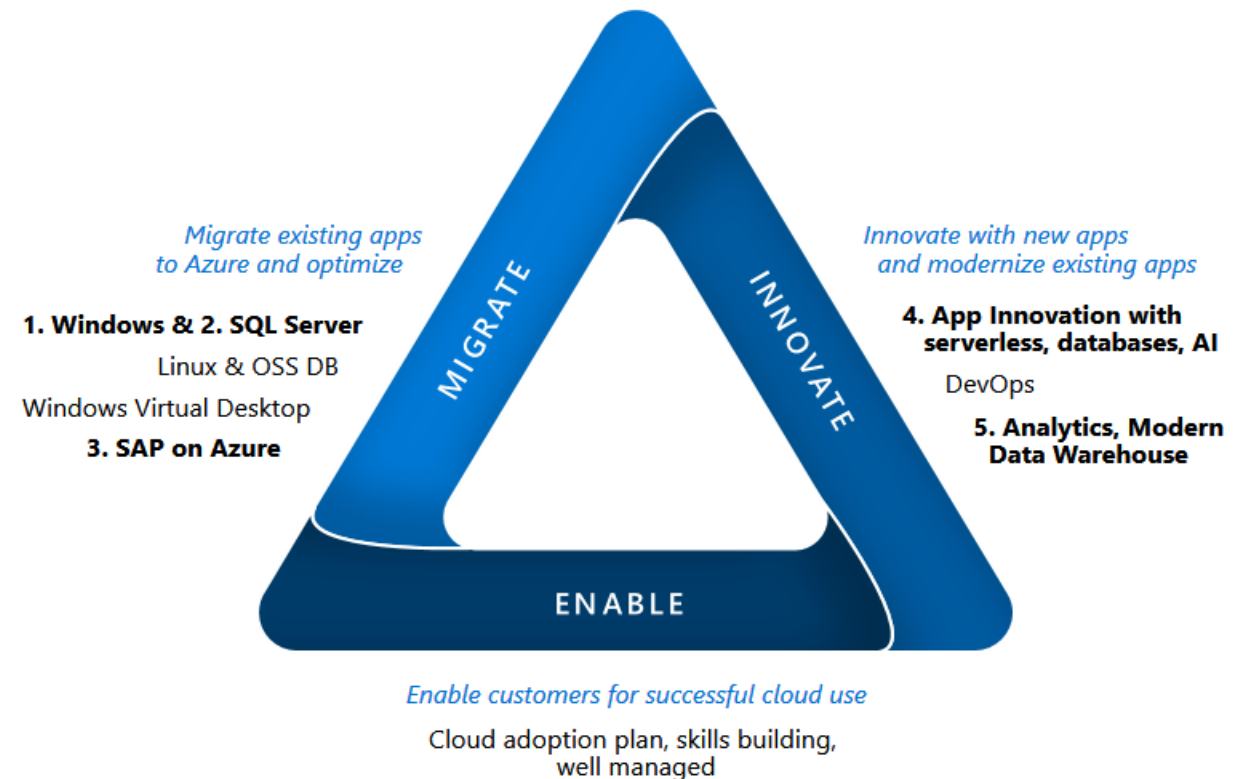 MIGRATE
Migrate existing apps
to Azure and optimize
1. Windows & 2. SQL Server
Linux & OSS DB
Windows Virtual Desktop
3. SAP on Azure
INNOVATE
Innovate with new apps
and modernize existing apps
4. App Innovation with
serverless, databases, AI
DevOps
5. Analytics, Modern
Data Warehouse
ENABLE
Enable customers for successful cloud use
Cloud adoption plan, skills building,
well managed